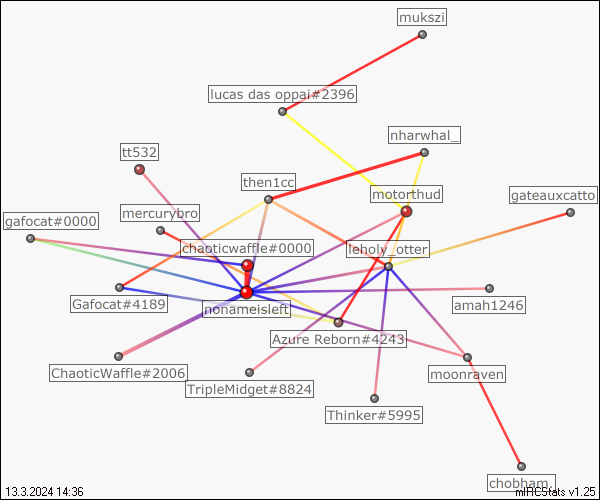 mukszi
lucas das oppai#2396
nharwhal_
tt532
then1cc
motorthud
gateauxcatto
mercurybro
gafocat#0000
chaoticwaffle#0000
leholy_otter
Gafocat#4189
nonameisleft
amah1246
Azure Reborn#4243
ChaoticWaffle#2006
moonraven
TripleMidget#8824
Thinker#5995
chobham.
13.3.2024 14:36
mIRCStats v1.25